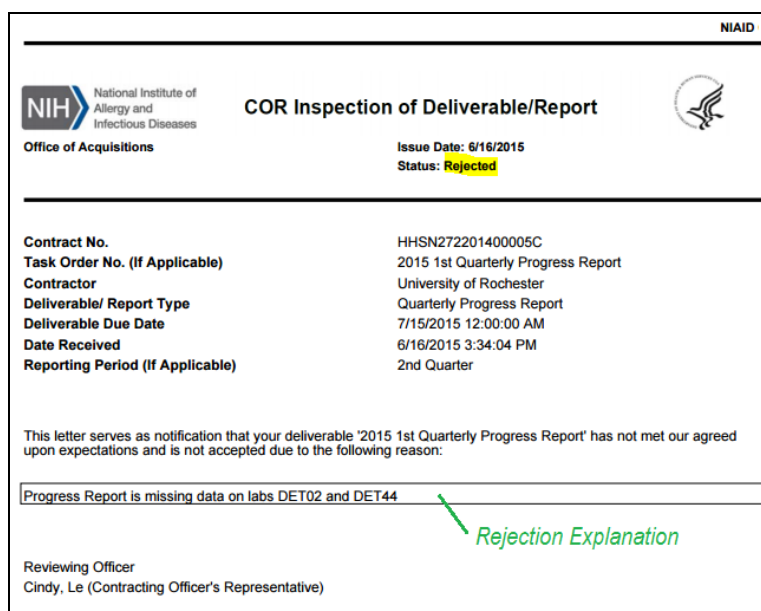 NIAID
NIH
National Institute of
Allergy and
Infectious Diseases
COR Inspection of Deliverable/Report
Office of Acquisitions
Issue Date: 6/16/2015
Status: Rejected
Contract No. HHSN272201400005C
Task Order No. (If Applicable) 2015 1st Quarterly Progress Report
Contractor University of Rochester
Deliverable/ Report Type Quarterly Progress Report
Deliverable Due Date 7/15/2015 12:00:00 AM
Date Received 6/16/2015 3:34:04 PM
Reporting Period (If Applicable) 2nd Quarter
This letter serves as notification that your deliverable '2015 1st Quarterly Progress Report' has not met our agreed
upon expectations and is not accepted due to the following reason:
Progress Report is missing data on labs DET02 and DET44
Rejection Explanation
Reviewing Officer
Cindy, Le (Contracting Officer's Representative)